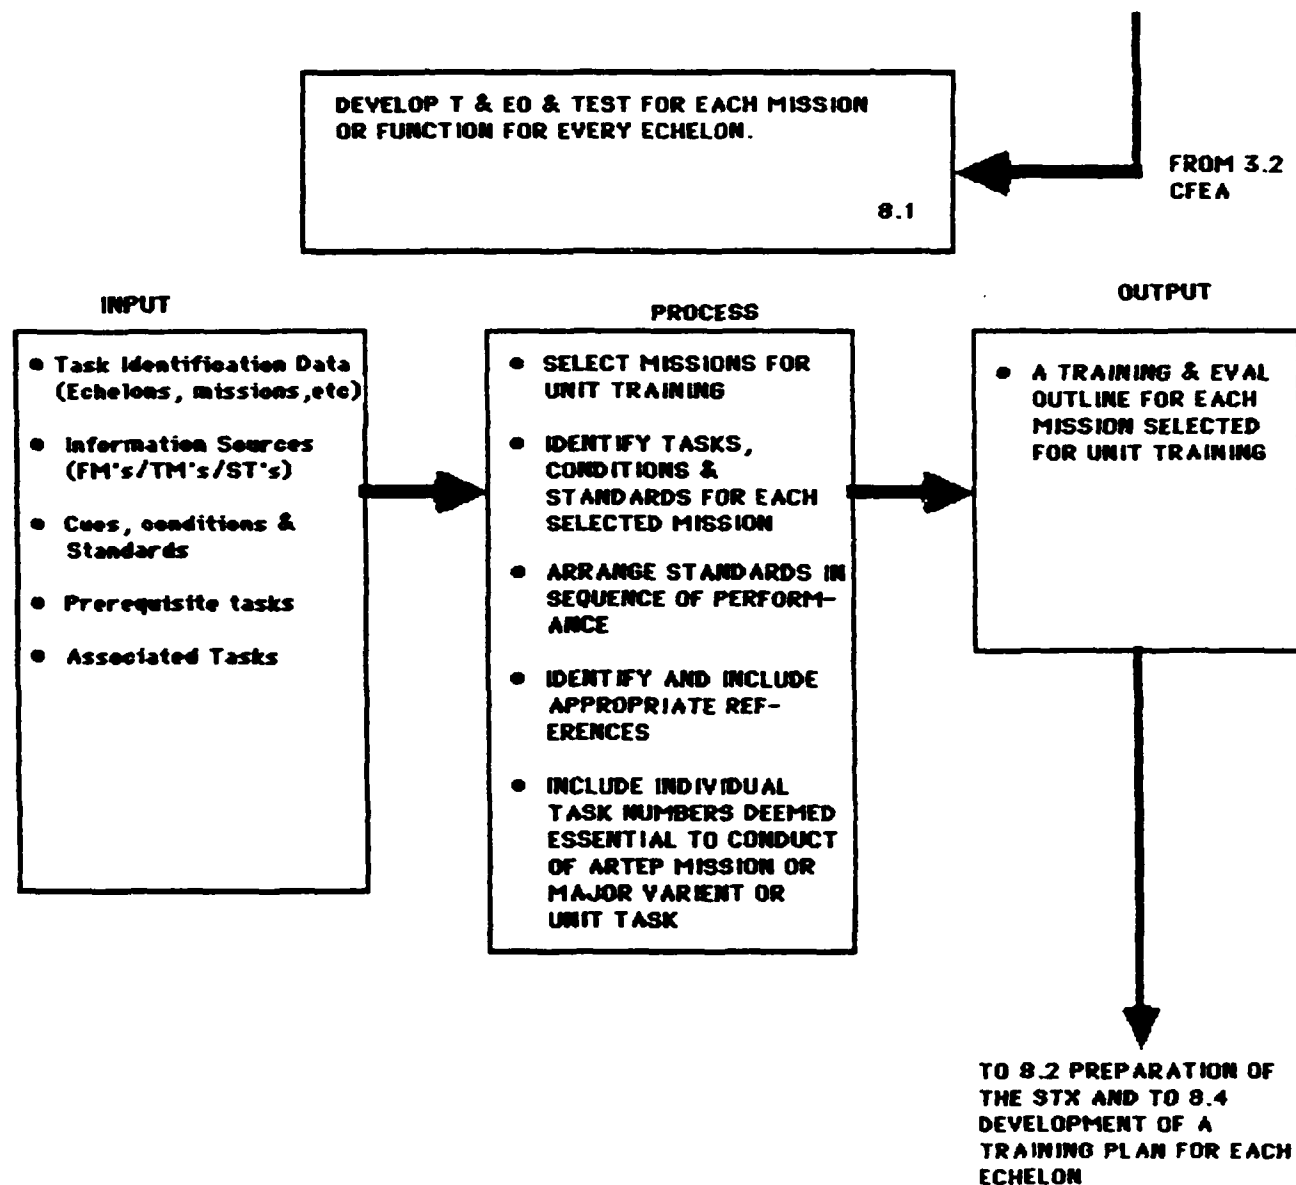 DEVELOP T & EO & TEST FOR EACH MISSION
OR FUNCTION FOR EVERY ECHELON.
8.1
FROM 3.2
CFEA
INPUT
● Task Identification Data
(Echelons, missions,etc)
● Information Sources
(FM's/TM's/ST's)
● Cues, conditions &
Standards
● Prerequisite tasks
● Associated Tasks
PROCESS
● SELECT MISSIONS FOR
UNIT TRAINING
● IDENTIFY TASKS,
CONDITIONS &
STANDARDS FOR EACH
SELECTED MISSION
● ARRANGE STANDARDS IN
SEQUENCE OF PERFORM-
ANCE
● IDENTIFY AND INCLUDE
APPROPRIATE REF-
ERENCES
● INCLUDE INDIVIDUAL
TASK NUMBERS DEEMED
ESSENTIAL TO CONDUCT
OF ARTEP MISSION OR
MAJOR VARIENT OR
UNIT TASK
OUTPUT
● A TRAINING & EVAL
OUTLINE FOR EACH
MISSION SELECTED
FOR UNIT TRAINING
TO 8.2 PREPARATION OF
THE STX AND TO 8.4
DEVELOPMENT OF A
TRAINING PLAN FOR EACH
ECHELON